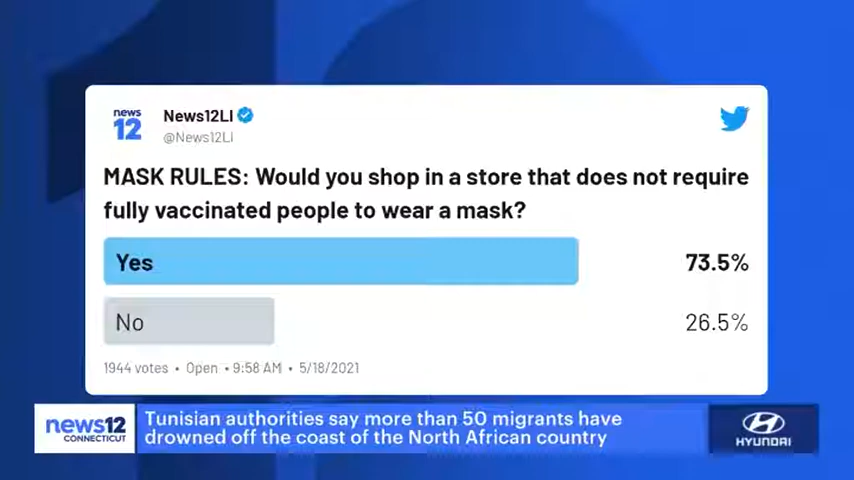 news
12
News12LI
@News12LI
MASK RULES: Would you shop in a store that does not require
fully vaccinated people to wear a mask?
Yes 73.5%
No 26.5%
1944 votes • Open • 9:58 AM • 5/18/2021
news12
CONNECTICUT
Tunisian authorities say more than 50 migrants have
drowned off the coast of the North African country
HYUNDAI